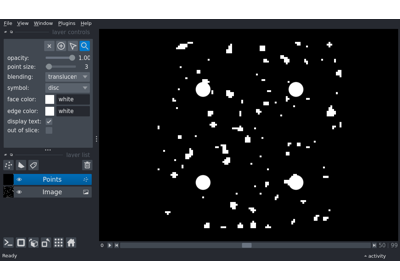 File View Window Plugins Help
layer controls
opacity: 1.00
point size: 3
blending: translucen
symbol: disc
face color: white
edge color: white
display text:
out of slice:
layer list
Points
Image
0 50 99
Ready activity